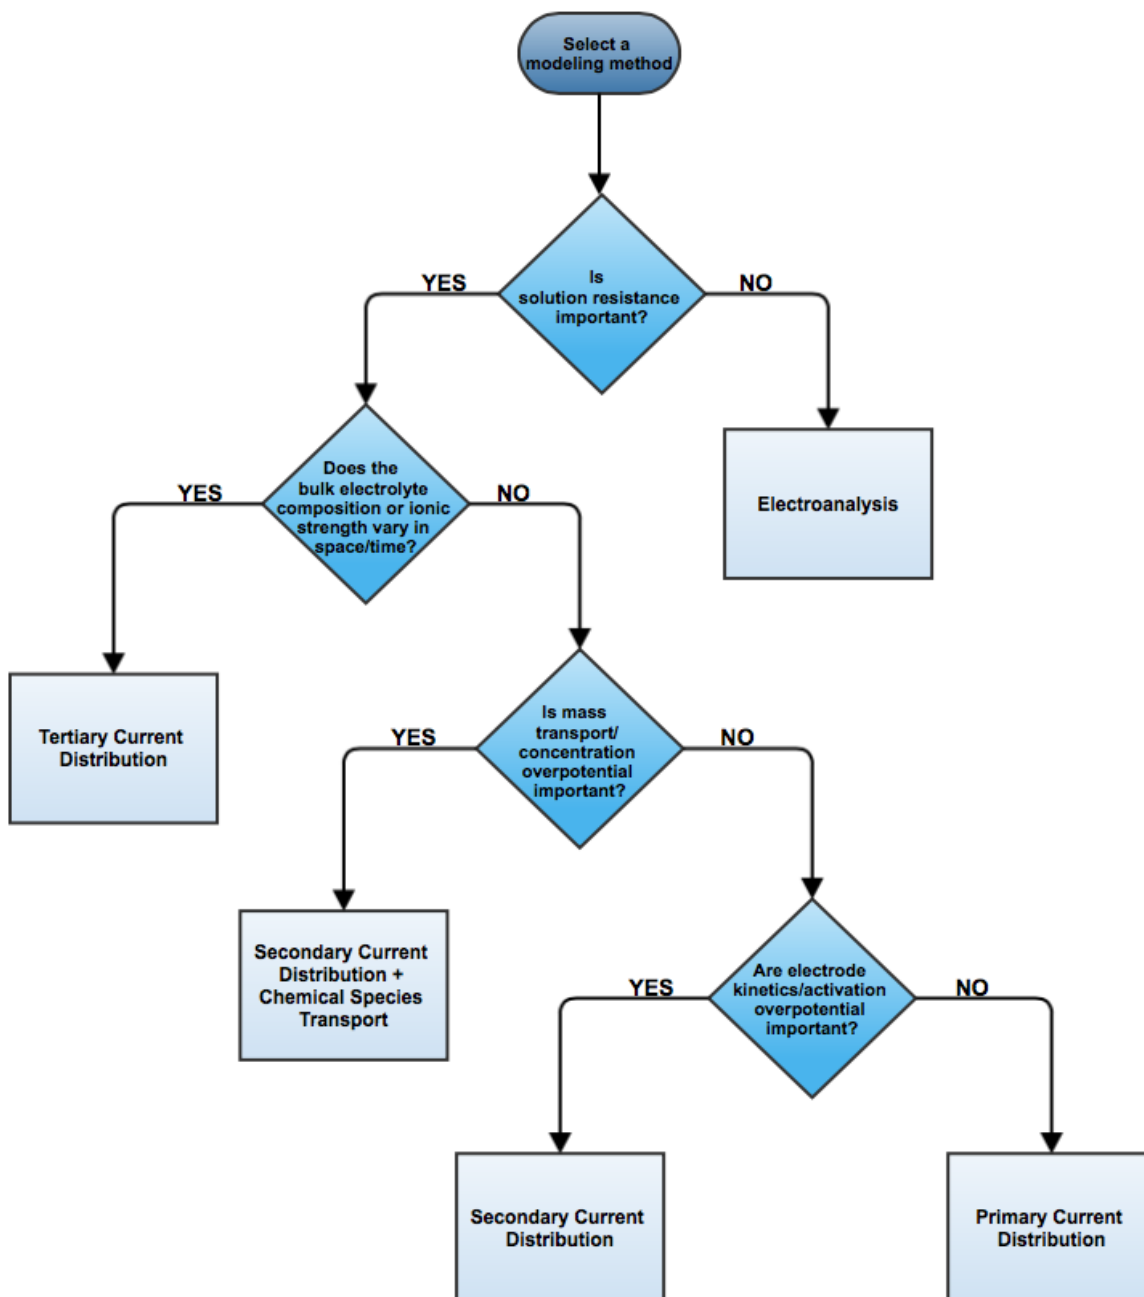 Select a
modeling method
YES
Is
solution resistance
important?
NO
YES
Does the
bulk electrolyte
composition or ionic
strength vary in
space/time?
NO
Electroanalysis
Tertiary Current
Distribution
YES
Is mass
transport/
concentration
overpotential
important?
NO
Secondary Current
Distribution +
Chemical Species
Transport
YES
Are electrode
kinetics/activation
overpotential
important?
NO
Secondary Current
Distribution
Primary Current
Distribution